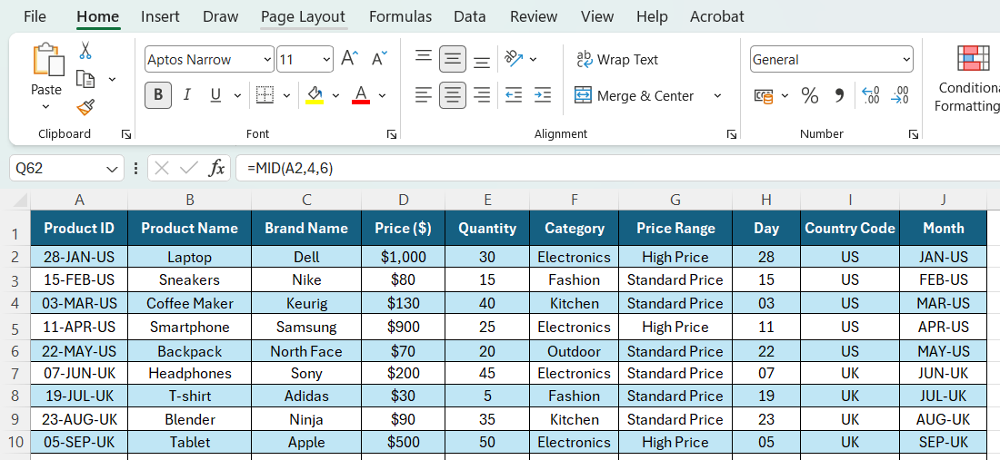 File Home Insert Draw Page Layout Formulas Data Review View Help Acrobat
Paste
Clipboard
Aptos Narrow 11 A A
B I U A
Font
ab c Wrap Text
Merge & Center
Alignment
General
% 9 .00 .00 .0
Number
Conditiona
Formatting
Q62 fx =MID(A2,4,6)
A B C D E F G H I J
1 Product ID Product Name Brand Name Price ($) Quantity Category Price Range Day Country Code Month
2 28-JAN-US Laptop Dell $1,000 30 Electronics High Price 28 US JAN-US
3 15-FEB-US Sneakers Nike $80 15 Fashion Standard Price 15 US FEB-US
4 03-MAR-US Coffee Maker Keurig $130 40 Kitchen Standard Price 03 US MAR-US
5 11-APR-US Smartphone Samsung $900 25 Electronics High Price 11 US APR-US
6 22-MAY-US Backpack North Face $70 20 Outdoor Standard Price 22 US MAY-US
7 07-JUN-UK Headphones Sony $200 45 Electronics Standard Price 07 UK JUN-UK
8 19-JUL-UK T-shirt Adidas $30 5 Fashion Standard Price 19 UK JUL-UK
9 23-AUG-UK Blender Ninja $90 35 Kitchen Standard Price 23 UK AUG-UK
10 05-SEP-UK Tablet Apple $500 50 Electronics High Price 05 UK SEP-UK